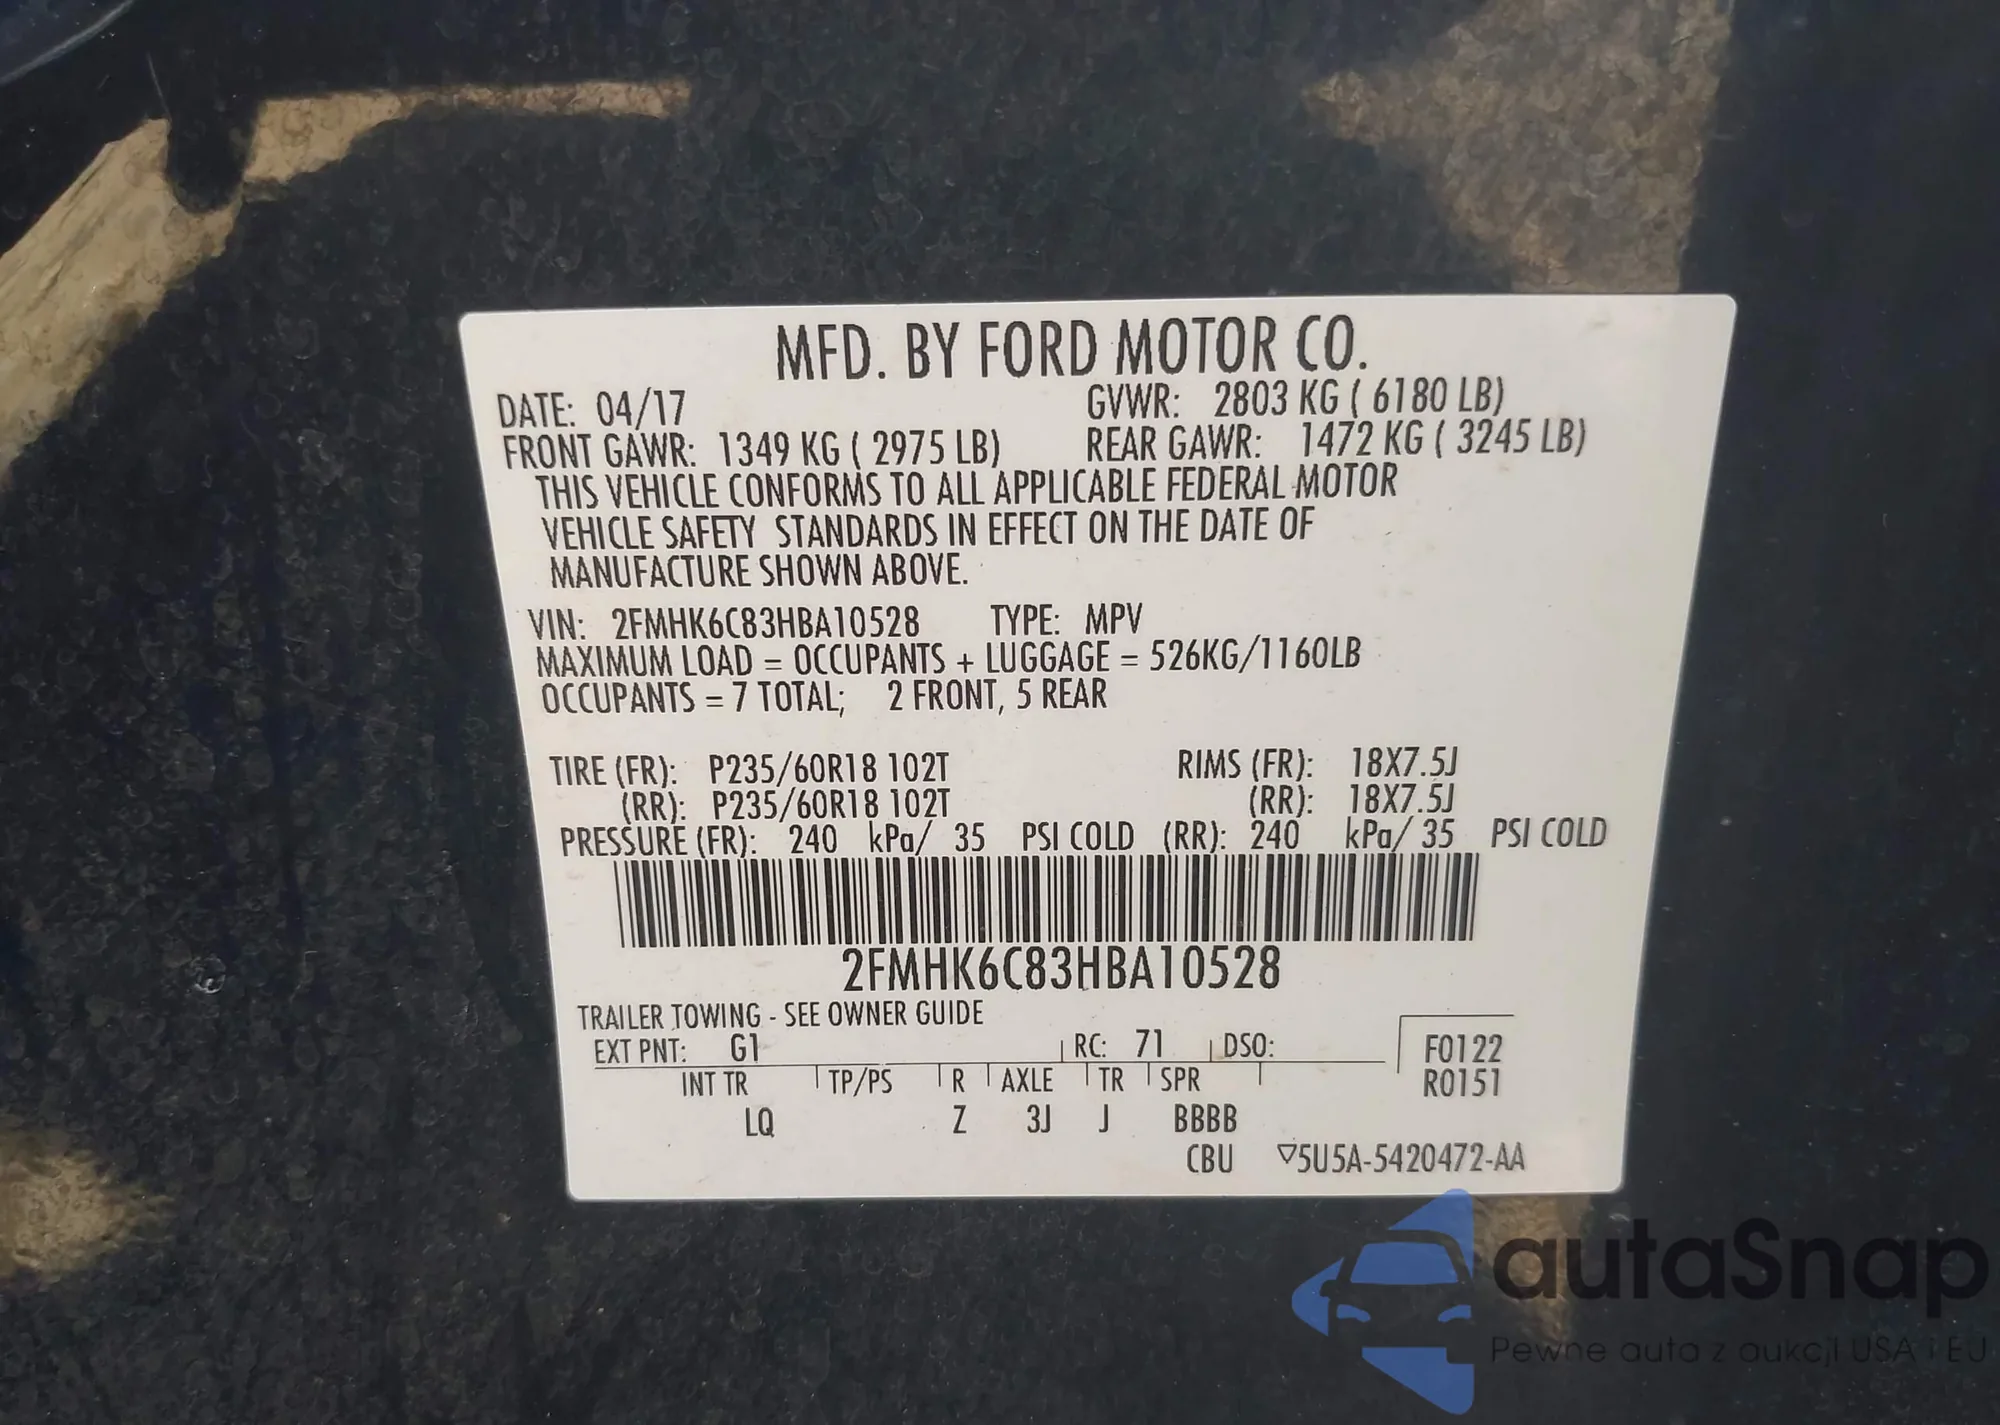 MFD. BY FORD MOTOR CO.
DATE: 04/17 GVWR: 2803 KG ( 6180 LB)
FRONT GAWR: 1349 KG ( 2975 LB) REAR GAWR: 1472 KG ( 3245 LB)
THIS VEHICLE CONFORMS TO ALL APPLICABLE FEDERAL MOTOR
VEHICLE SAFETY STANDARDS IN EFFECT ON THE DATE OF
MANUFACTURE SHOWN ABOVE.
VIN: 2FMHK6C83HBA10528 TYPE: MPV
MAXIMUM LOAD = OCCUPANTS + LUGGAGE = 526KG/1160LB
OCCUPANTS = 7 TOTAL; 2 FRONT, 5 REAR
TIRE (FR): P235/60R18 102T RIMS (FR): 18X7.5J
(RR): P235/60R18 102T (RR): 18X7.5J
PRESSURE (FR): 240 kPa/ 35 PSI COLD (RR): 240 kPa/ 35 PSI COLD
2FMHK6C83HBA10528
TRAILER TOWING - SEE OWNER GUIDE
EXT PNT: G1 RC: 71 DSO: F0122
INT TR TP/PS R AXLE TR SPR R0151
LQ Z 3J J BBBB
CBU ▽5U5A-5420472-AA
autaSnap
Pewne auta z aukcji USA i EU